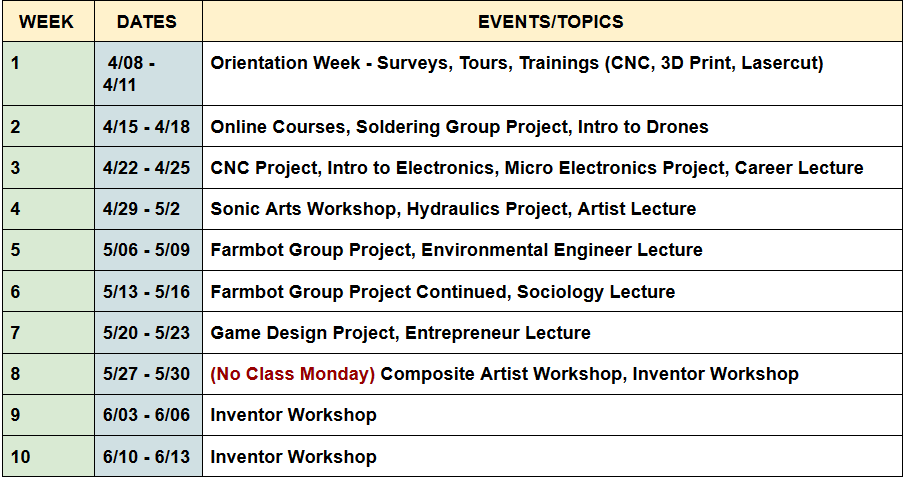 WEEK DATES EVENTS/TOPICS
1 4/08 - Orientation Week - Surveys, Tours, Trainings (CNC, 3D Print, Lasercut)
4/11
2 4/15 - 4/18 Online Courses, Soldering Group Project, Intro to Drones
3 4/22 - 4/25 CNC Project, Intro to Electronics, Micro Electronics Project, Career Lecture
4 4/29 - 5/2 Sonic Arts Workshop, Hydraulics Project, Artist Lecture
5 5/06 - 5/09 Farmbot Group Project, Environmental Engineer Lecture
6 5/13 - 5/16 Farmbot Group Project Continued, Sociology Lecture
7 5/20 - 5/23 Game Design Project, Entrepreneur Lecture
8 5/27 - 5/30 (No Class Monday) Composite Artist Workshop, Inventor Workshop
9 6/03 - 6/06 Inventor Workshop
10 6/10 - 6/13 Inventor Workshop